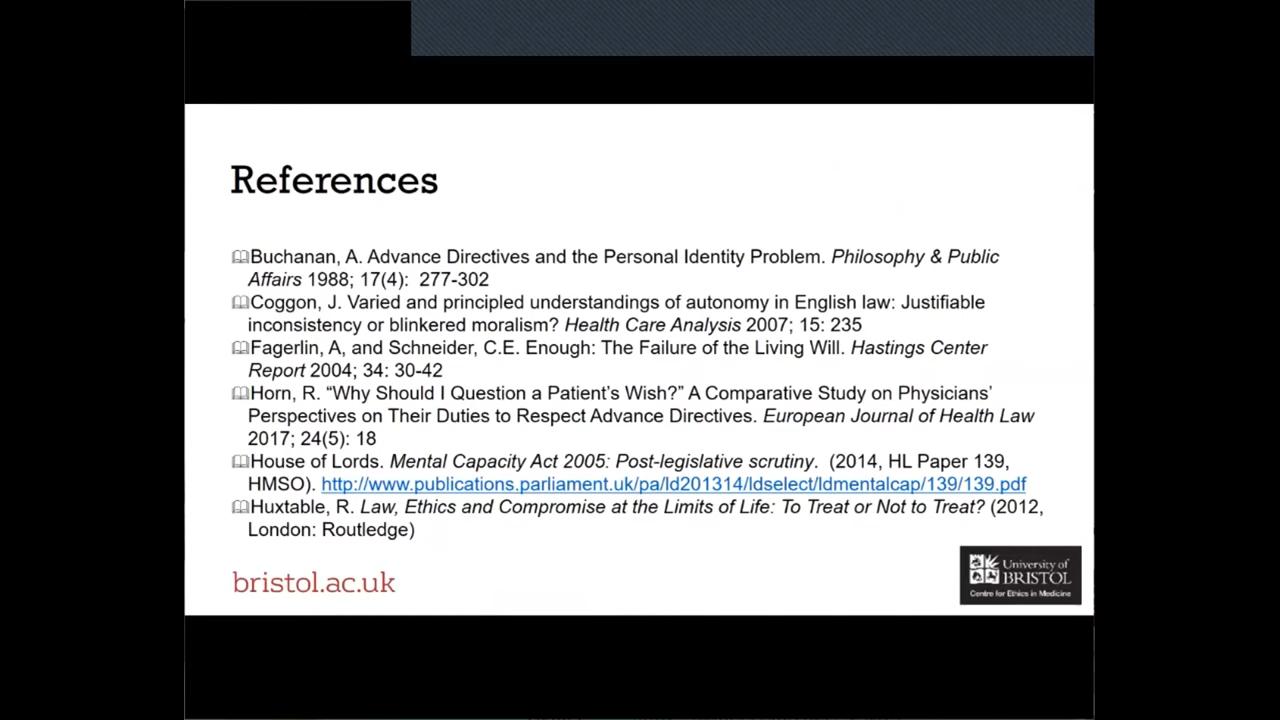 References
Buchanan, A. Advance Directives and the Personal Identity Problem. Philosophy & Public
Affairs 1988; 17(4): 277-302
Coggon, J. Varied and principled understandings of autonomy in English law: Justifiable
inconsistency or blinkered moralism? Health Care Analysis 2007; 15: 235
Fagerlin, A, and Schneider, C.E. Enough: The Failure of the Living Will. Hastings Center
Report 2004; 34: 30-42
Horn, R. “Why Should I Question a Patient’s Wish?” A Comparative Study on Physicians’
Perspectives on Their Duties to Respect Advance Directives. European Journal of Health Law
2017; 24(5): 18
House of Lords. Mental Capacity Act 2005: Post-legislative scrutiny. (2014, HL Paper 139,
HMSO). http://www.publications.parliament.uk/pa/ld201314/ldselect/ldmentalcap/139/139.pdf
Huxtable, R. Law, Ethics and Compromise at the Limits of Life: To Treat or Not to Treat? (2012,
London: Routledge)
bristol.ac.uk
University of
BRISTOL
Centre for Ethics in Medicine